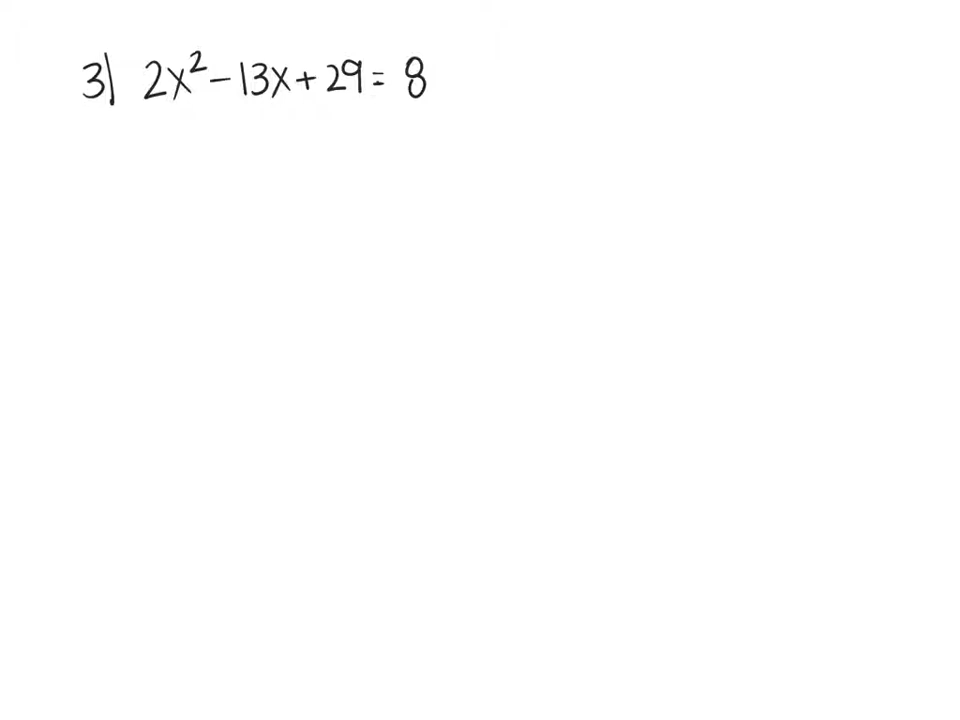 3) 2x² - 13x + 29 = 8